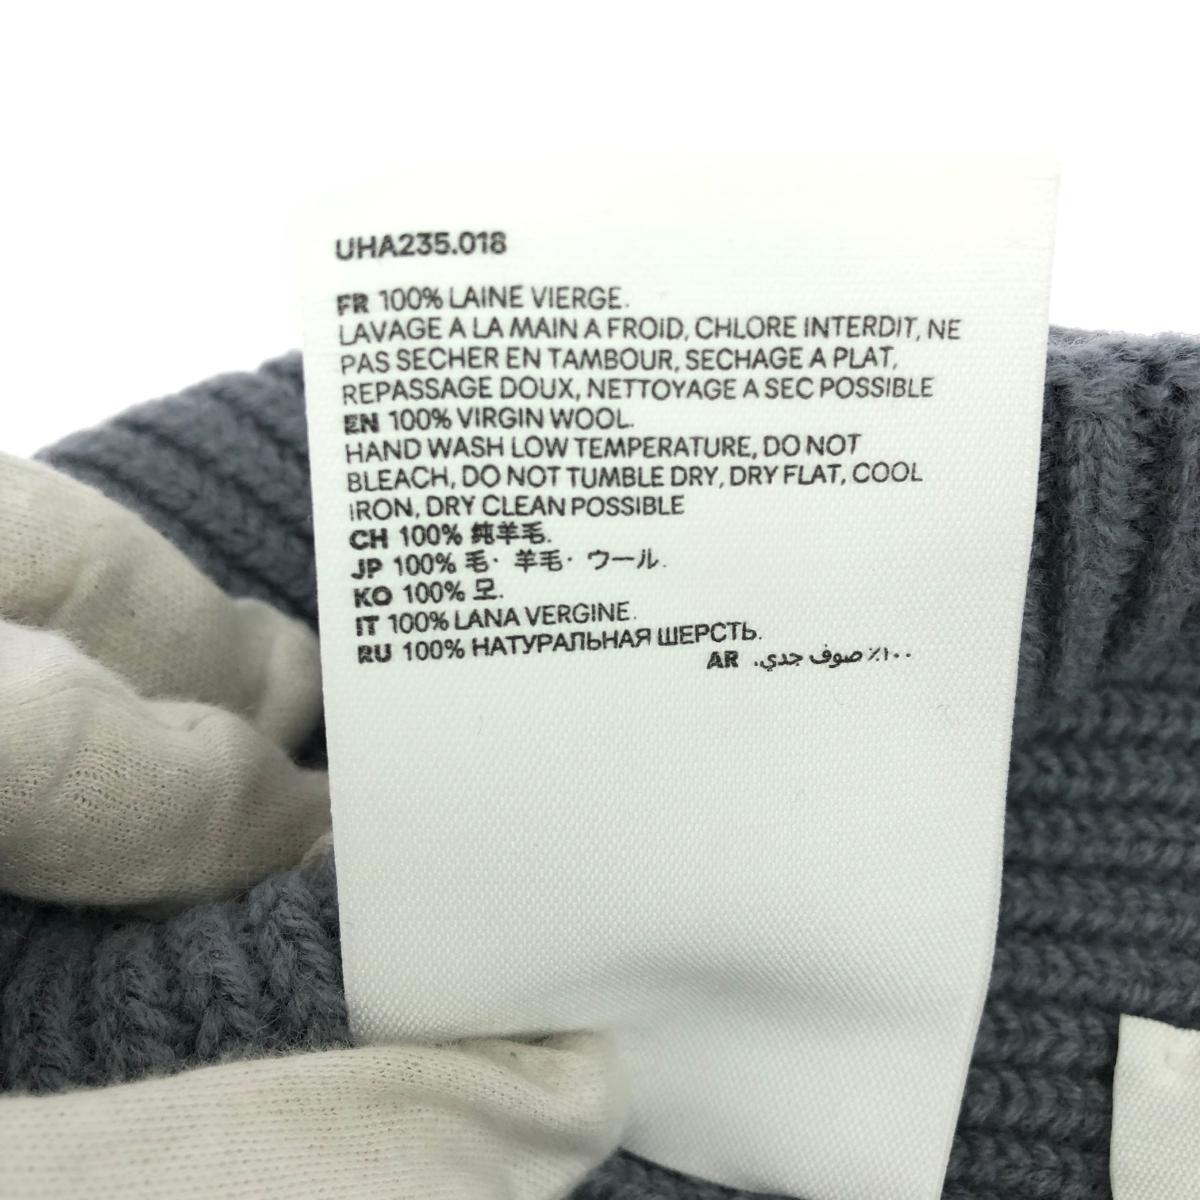 UHA235.018
FR 100% LAINE VIERGE.
LAVAGE A LA MAIN A FROID, CHLORE INTERDIT, NE
PAS SECHER EN TAMBOUR, SECHAGE A PLAT,
REPASSAGE DOUX, NETTOYAGE A SEC POSSIBLE
EN 100% VIRGIN WOOL.
HAND WASH LOW TEMPERATURE, DO NOT
BLEACH, DO NOT TUMBLE DRY, DRY FLAT, COOL
IRON, DRY CLEAN POSSIBLE
CH 100% 纯羊毛.
JP 100% 毛· 羊毛· ウール.
KO 100% 모.
IT 100% LANA VERGINE.
RU 100% НАТУРАЛЬНАЯ ШЕРСТЬ.
AR ١٠٠٪ صوف جدي.